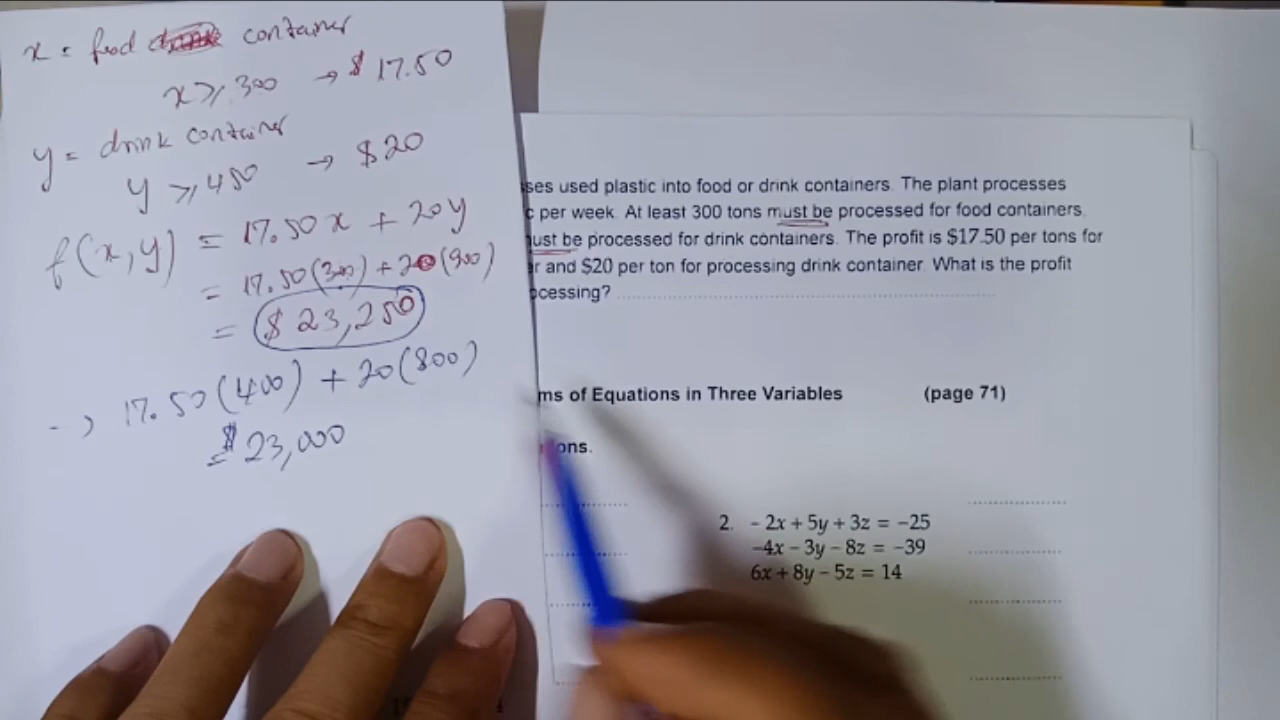 x = food drink container
x ⩾ 300 → $ 17.50
y = drink container
y ⩾ 450 → $20
f(x,y) = 17.50x + 20y
= 17.50(300) + 20(900)
= $ 23,250
→ 17.50(400) + 20(800)
= $ 23,000
ses used plastic into food or drink containers. The plant processes
c per week. At least 300 tons must be processed for food containers.
ust be processed for drink containers. The profit is $17.50 per tons for
r and $20 per ton for processing drink container. What is the profit
ocessing? ........................
ms of Equations in Three Variables (page 71)
ons.
2. - 2x + 5y + 3z = -25
-4x - 3y - 8z = -39
6x + 8y - 5z = 14